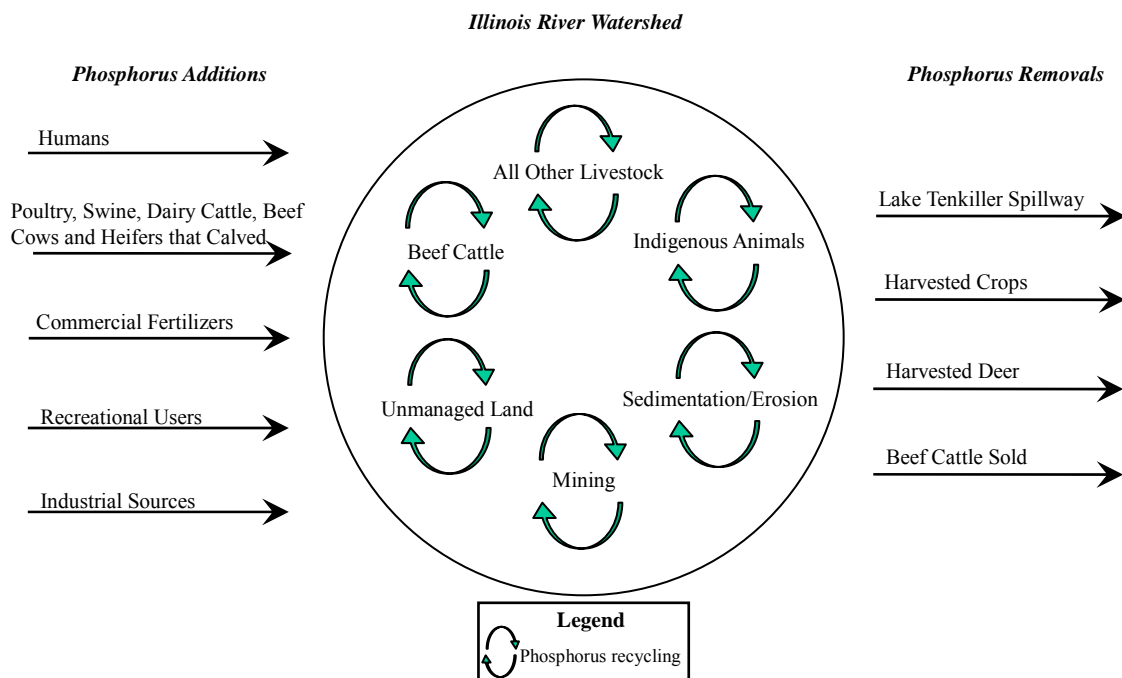 Illinois River Watershed
Phosphorus Additions
Humans
Poultry, Swine, Dairy Cattle, Beef
Cows and Heifers that Calved
Commercial Fertilizers
Recreational Users
Industrial Sources
All Other Livestock
Beef Cattle
Indigenous Animals
Unmanaged Land
Sedimentation/Erosion
Mining
Phosphorus Removals
Lake Tenkiller Spillway
Harvested Crops
Harvested Deer
Beef Cattle Sold
Legend
Phosphorus recycling